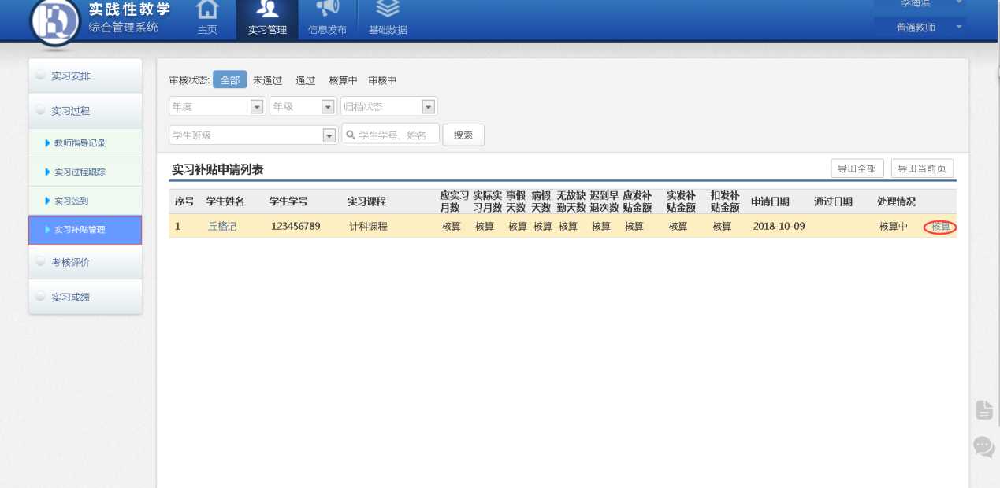 实践性教学
综合管理系统
主页
实习管理
信息发布
基础数据
李海滨
普通教师
实习安排
实习过程
教师指导记录
实习过程跟踪
实习签到
实习补贴管理
考核评价
实习成绩
审核状态: 全部 未通过 通过 核算中 审核中
年度 年级 归档状态
学生班级 学生学号、姓名 搜索
实习补贴申请列表 导出全部 导出当前页
序号 学生姓名 学生学号 实习课程 应实习月数 实际实习月数 事假天数 病假天数 无故缺勤天数 迟到早退次数 应发补贴金额 实发补贴金额 扣发补贴金额 申请日期 通过日期 处理情况
1 丘格记 123456789 计科课程 核算 核算 核算 核算 核算 核算 核算 核算 核算 2018-10-09 核算中 核算